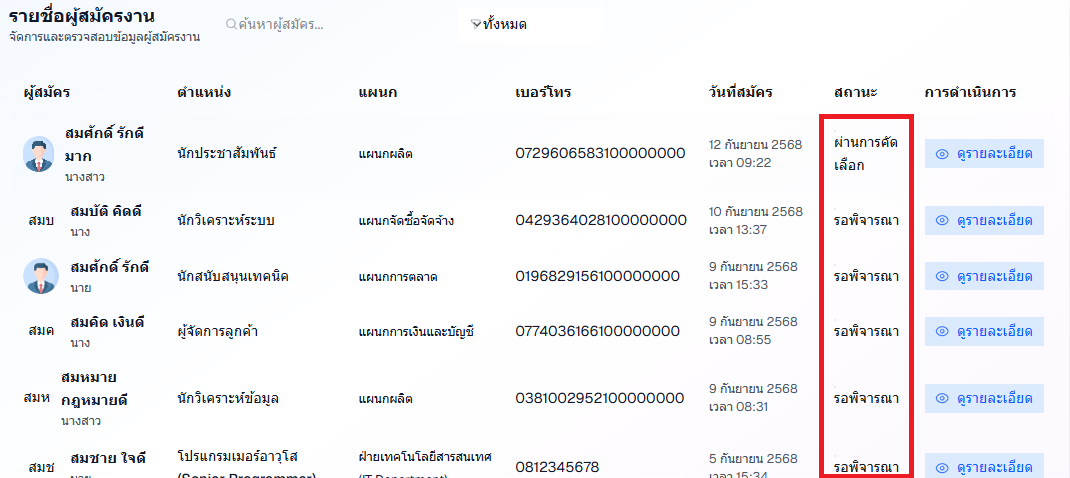 รายชื่อผู้สมัครงาน
จัดการและตรวจสอบข้อมูลผู้สมัครงาน
ค้นหาผู้สมัคร...
ทั้งหมด
ผู้สมัคร ตำแหน่ง แผนก เบอร์โทร วันที่สมัคร สถานะ การดำเนินการ
สมศักดิ์ รักดี
มาก
นางสาว
นักประชาสัมพันธ์
แผนกผลิต
0729606583100000000
12 กันยายน 2568
เวลา 09:22
ผ่านการคัด
เลือก
ดูรายละเอียด
สมบ
สมบัติ คิดดี
นาง
นักวิเคราะห์ระบบ
แผนกจัดซื้อจัดจ้าง
0429364028100000000
10 กันยายน 2568
เวลา 13:37
รอพิจารณา
ดูรายละเอียด
สมศักดิ์ รักดี
นาย
นักสนับสนุนเทคนิค
แผนกการตลาด
0196829156100000000
9 กันยายน 2568
เวลา 15:33
รอพิจารณา
ดูรายละเอียด
สมค
สมคิด เงินดี
นาง
ผู้จัดการลูกค้า
แผนกการเงินและบัญชี
0774036166100000000
9 กันยายน 2568
เวลา 08:55
รอพิจารณา
ดูรายละเอียด
สมห
สมหมาย
กฎหมายดี
นางสาว
นักวิเคราะห์ข้อมูล
แผนกผลิต
0381002952100000000
9 กันยายน 2568
เวลา 08:31
รอพิจารณา
ดูรายละเอียด
สมช
สมชาย ใจดี
นาย
โปรแกรมเมอร์อาวุโส
(Senior Programmer)
ฝ่ายเทคโนโลยีสารสนเทศ
(IT Department)
0812345678
5 กันยายน 2568
เวลา 15:34
รอพิจารณา
ดูรายละเอียด